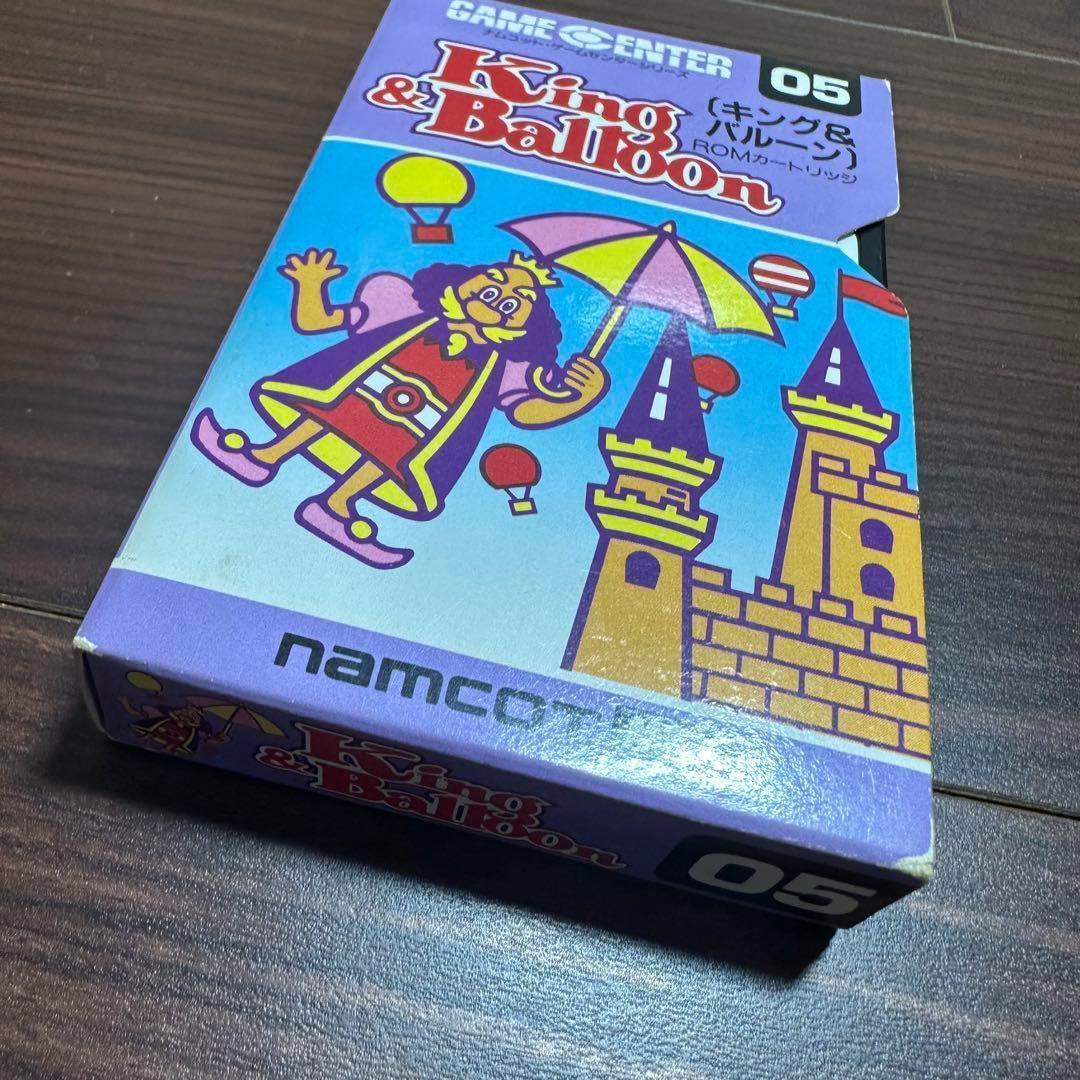 GAME CENTER
ナムコット・ゲームセンターシリーズ
05
King
& Balloon
〔キング&
バルーン〕
ROMカートリッジ
namcot
King
& Balloon
05